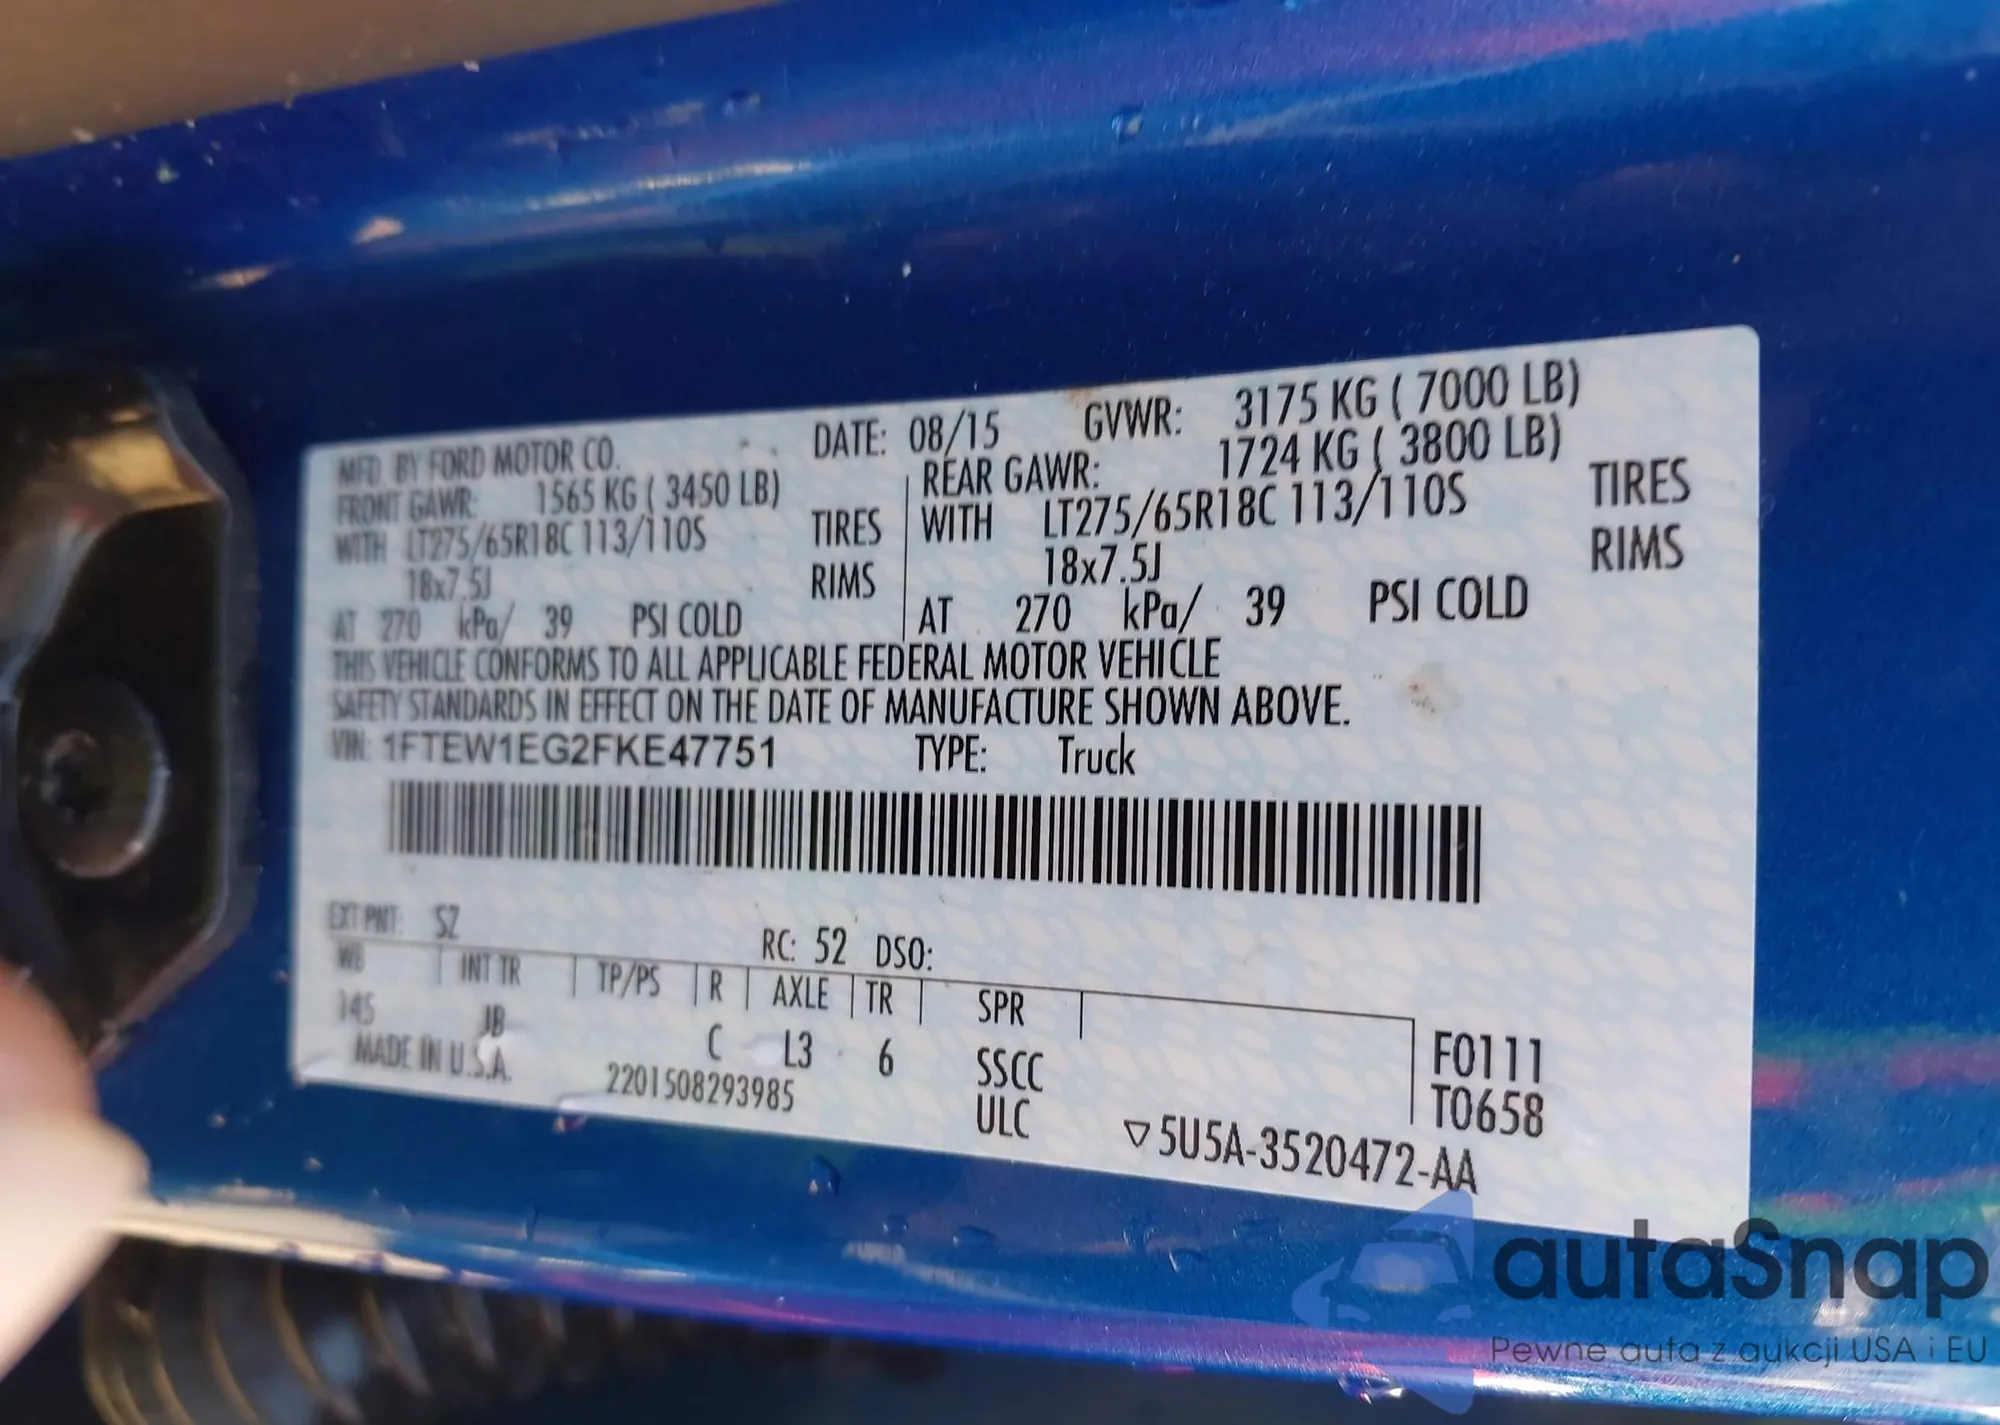 MFD. BY FORD MOTOR CO. DATE: 08/15 GVWR: 3175 KG ( 7000 LB)
FRONT GAWR: 1565 KG ( 3450 LB) REAR GAWR: 1724 KG ( 3800 LB)
WITH LT275/65R18C 113/110S TIRES WITH LT275/65R18C 113/110S TIRES
18x7.5J RIMS 18x7.5J RIMS
AT 270 kPa/ 39 PSI COLD AT 270 kPa/ 39 PSI COLD
THIS VEHICLE CONFORMS TO ALL APPLICABLE FEDERAL MOTOR VEHICLE
SAFETY STANDARDS IN EFFECT ON THE DATE OF MANUFACTURE SHOWN ABOVE.
VIN: 1FTEW1EG2FKE47751 TYPE: Truck
EXT PNT: SZ RC: 52 DSO:
WB INT TR TP/PS R AXLE TR SPR
145 JB C L3 6 SSCC F0111
MADE IN U.S.A. 2201508293985 ULC T0658
▽5U5A-3520472-AA
autaSnap
Pewne auta z aukcji USA i EU